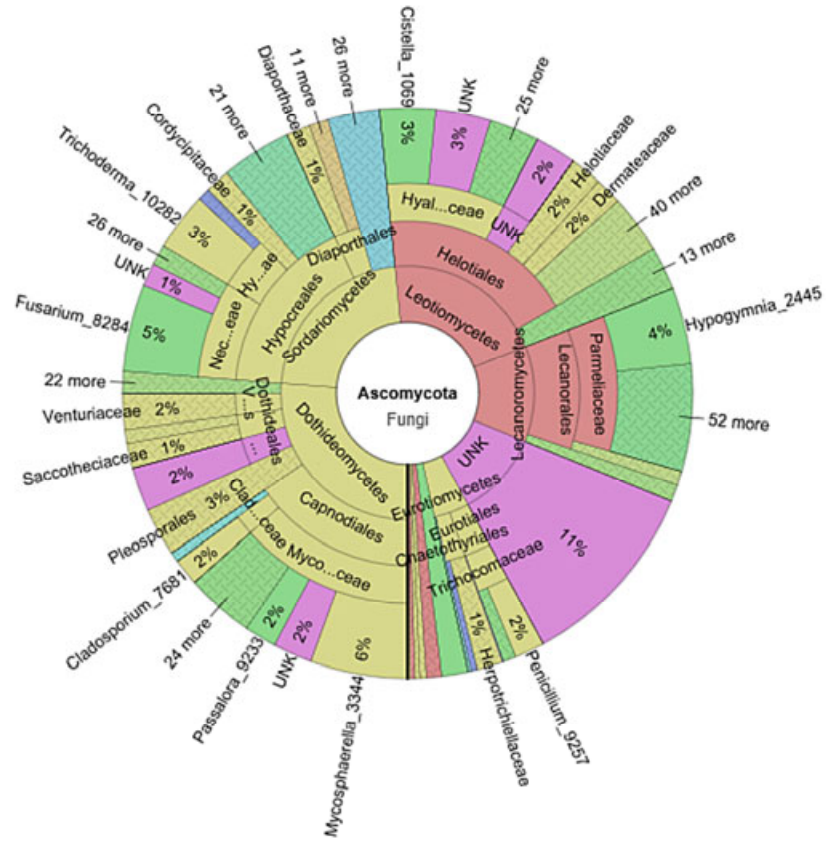 Ascomycota
Fungi
Cistella_1069
3%
UNK
3%
25 more
2%
Helotiaceae
2%
Dermateaceae
2%
40 more
13 more
Hyal...ceae
UNK
Helotiales
Leotiomycetes
Hypogymnia_2445
4%
52 more
Parmeliaceae
Lecanorales
Lecanoromycetes
UNK
11%
Eurotiomycetes
Eurotiales
Chaetothyriales
Trichocomaceae
Penicillium_9257
2%
Herpotrichiellaceae
1%
Mycosphaerella_3344
6%
UNK
2%
Passalora_9233
2%
24 more
Cladosporium_7681
2%
Pleosporales
3%
Clad...ceae
Myco...ceae
Capnodiales
Dothideomycetes
2%
Saccotheciaceae
1%
Venturiaceae
2%
22 more
...
V...s
Dothideales
Fusarium_8284
5%
UNK
1%
26 more
Trichoderma_10282
3%
Cordycipitaceae
1%
21 more
Diaporthaceae
1%
11 more
26 more
Nec...eae
Hy...ae
Hypocreales
Diaporthales
Sordariomycetes